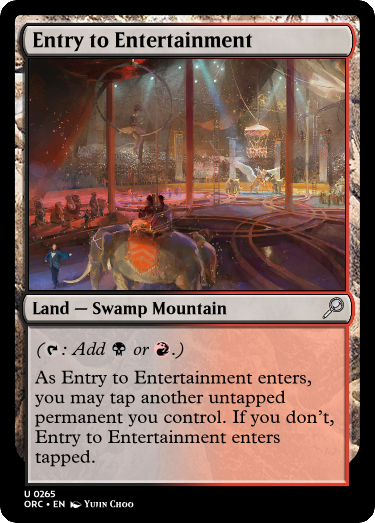 Entry to Entertainment
Land — Swamp Mountain
( : Add or .)
As Entry to Entertainment enters,
you may tap another untapped
permanent you control. If you don't,
Entry to Entertainment enters
tapped.
U 0265
ORC • EN Yujin Choo